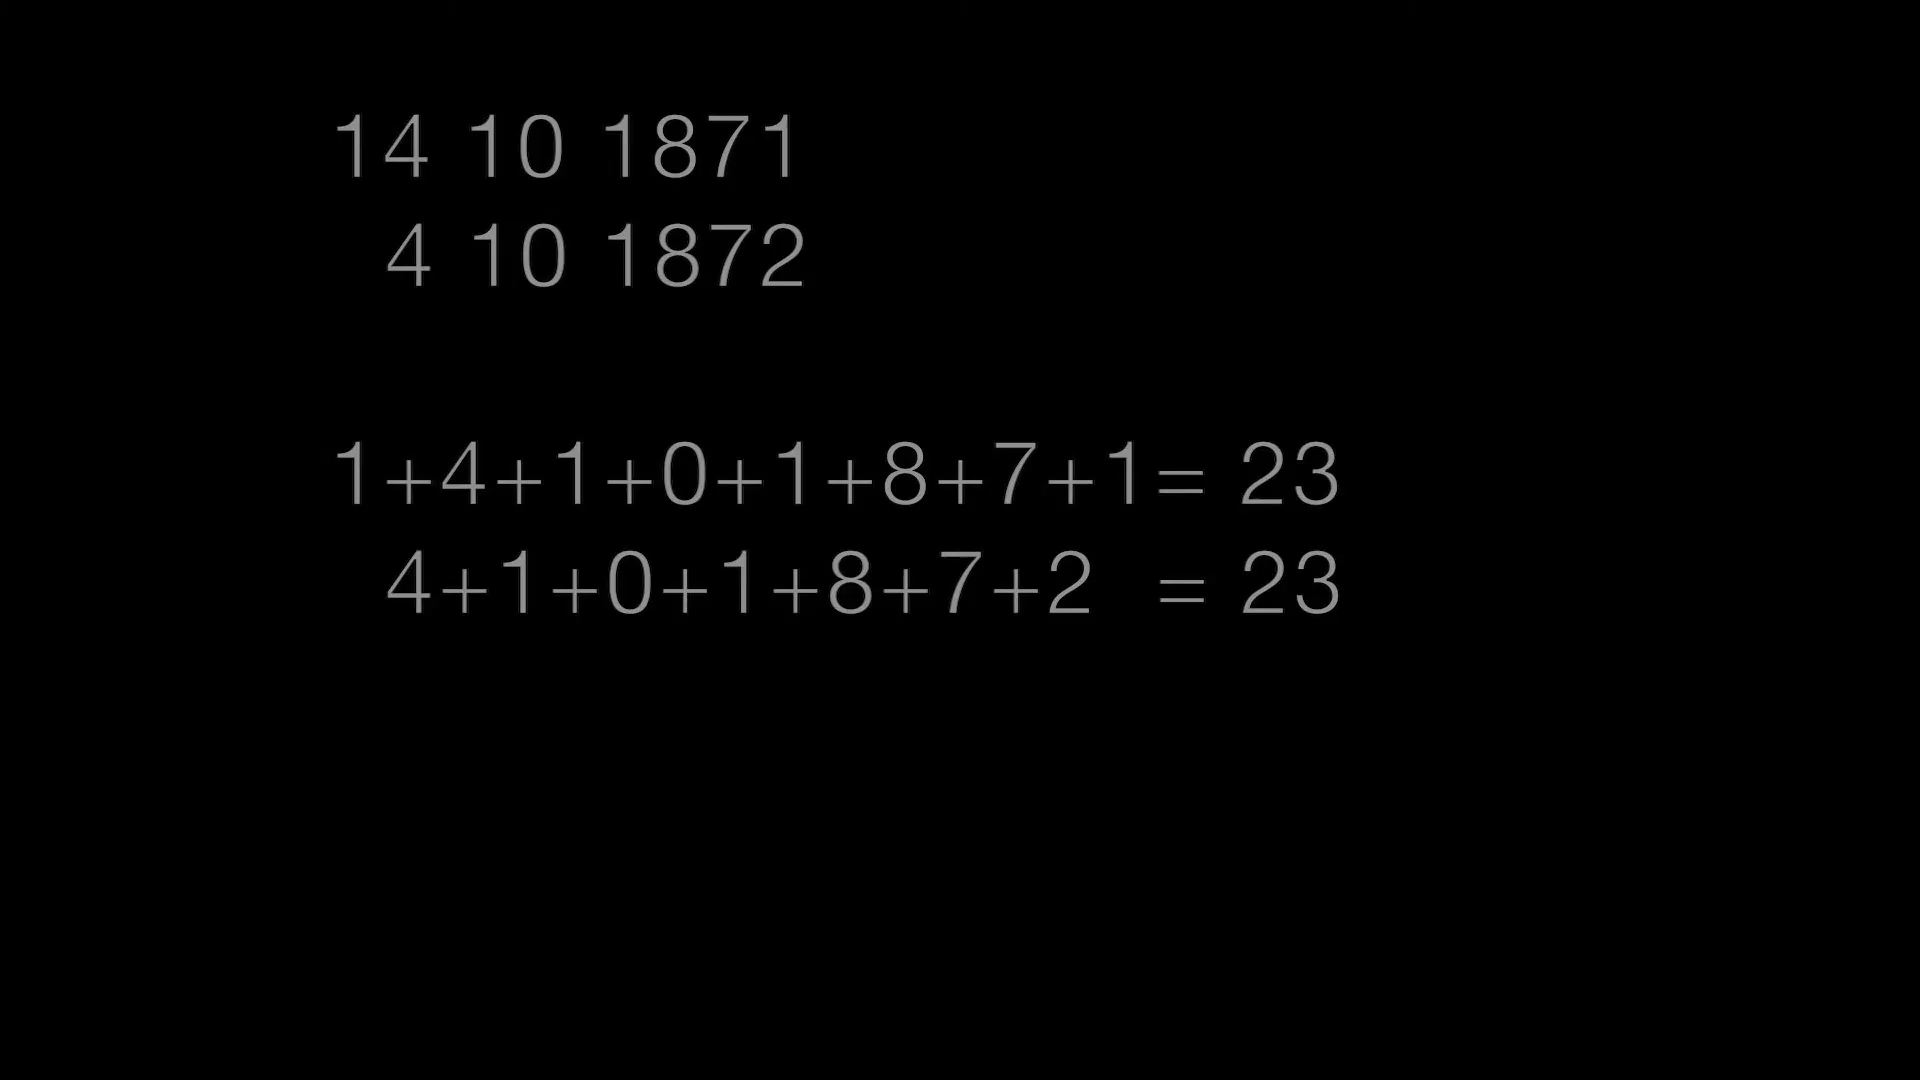 14 10 1871
4 10 1872
1+4+1+0+1+8+7+1= 23
4+1+0+1+8+7+2 = 23